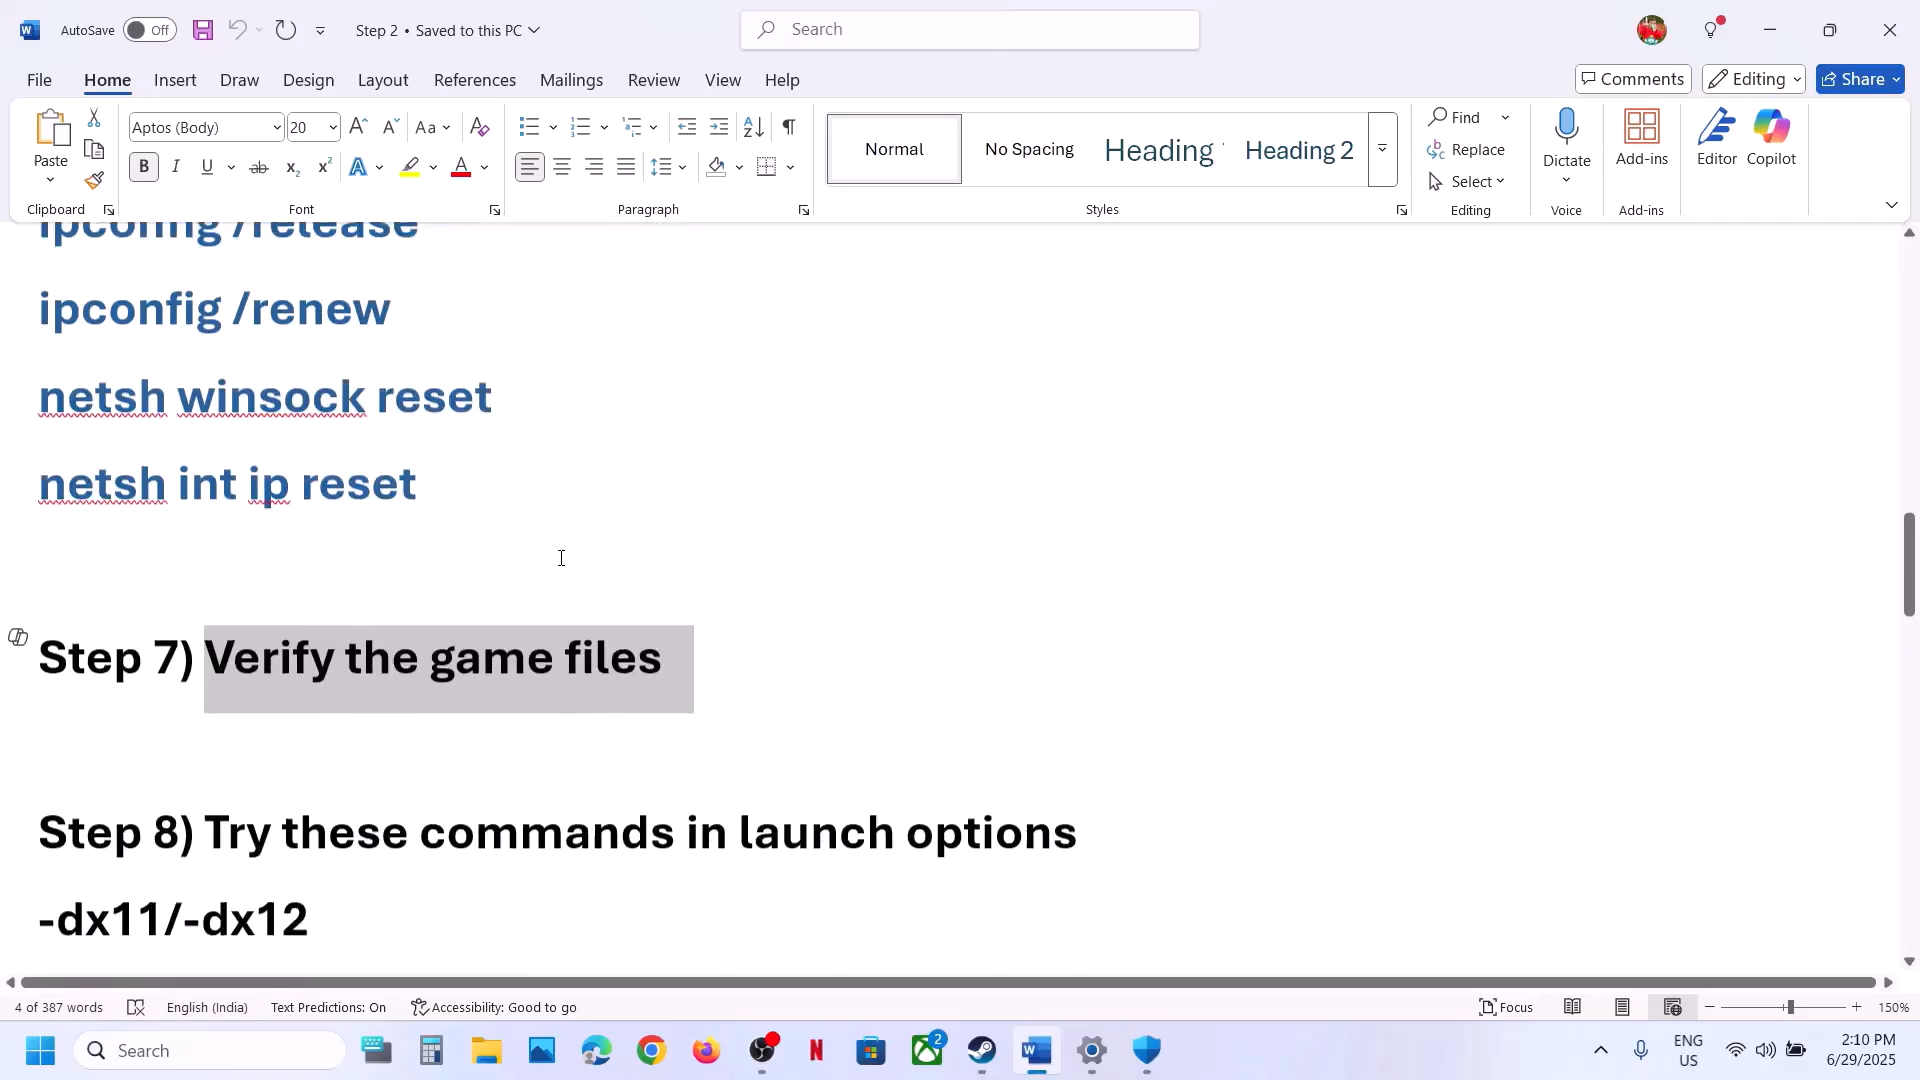 AutoSave Off Step 2 • Saved to this PC Search
File Home Insert Draw Design Layout References Mailings Review View Help Comments Editing Share
Paste Aptos (Body) 20 Aa Normal No Spacing Heading Heading 2 Find Replace Select Dictate Add-ins Editor Copilot
Clipboard Font Paragraph Styles Editing Voice Add-ins
ipconfig /release
ipconfig /renew
netsh winsock reset
netsh int ip reset
Step 7) Verify the game files
Step 8) Try these commands in launch options
-dx11/-dx12
4 of 387 words English (India) Text Predictions: On Accessibility: Good to go Focus 150%
Search 2 ENG US 2:10 PM 6/29/2025